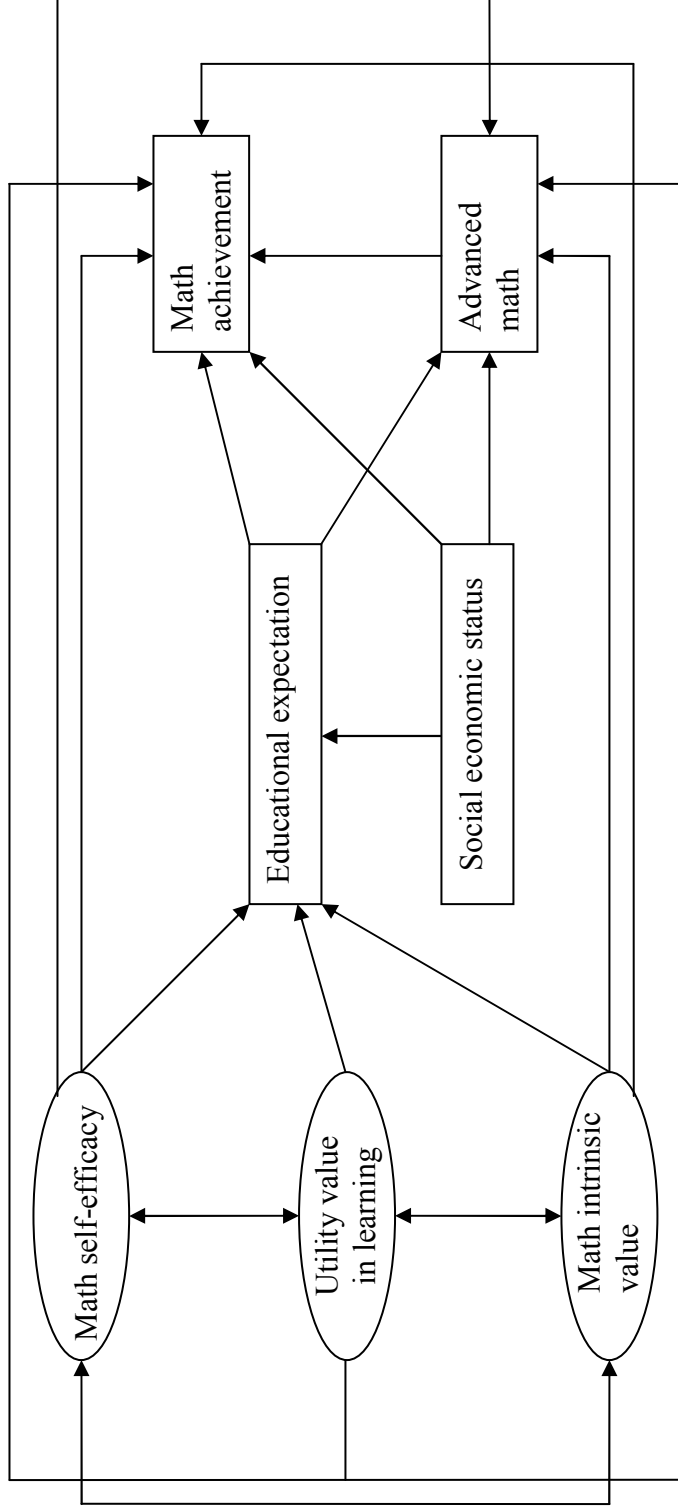 Math self-efficacy
Utility value
in learning
Math intrinsic
value
Educational expectation
Social economic status
Math
achievement
Advanced
math